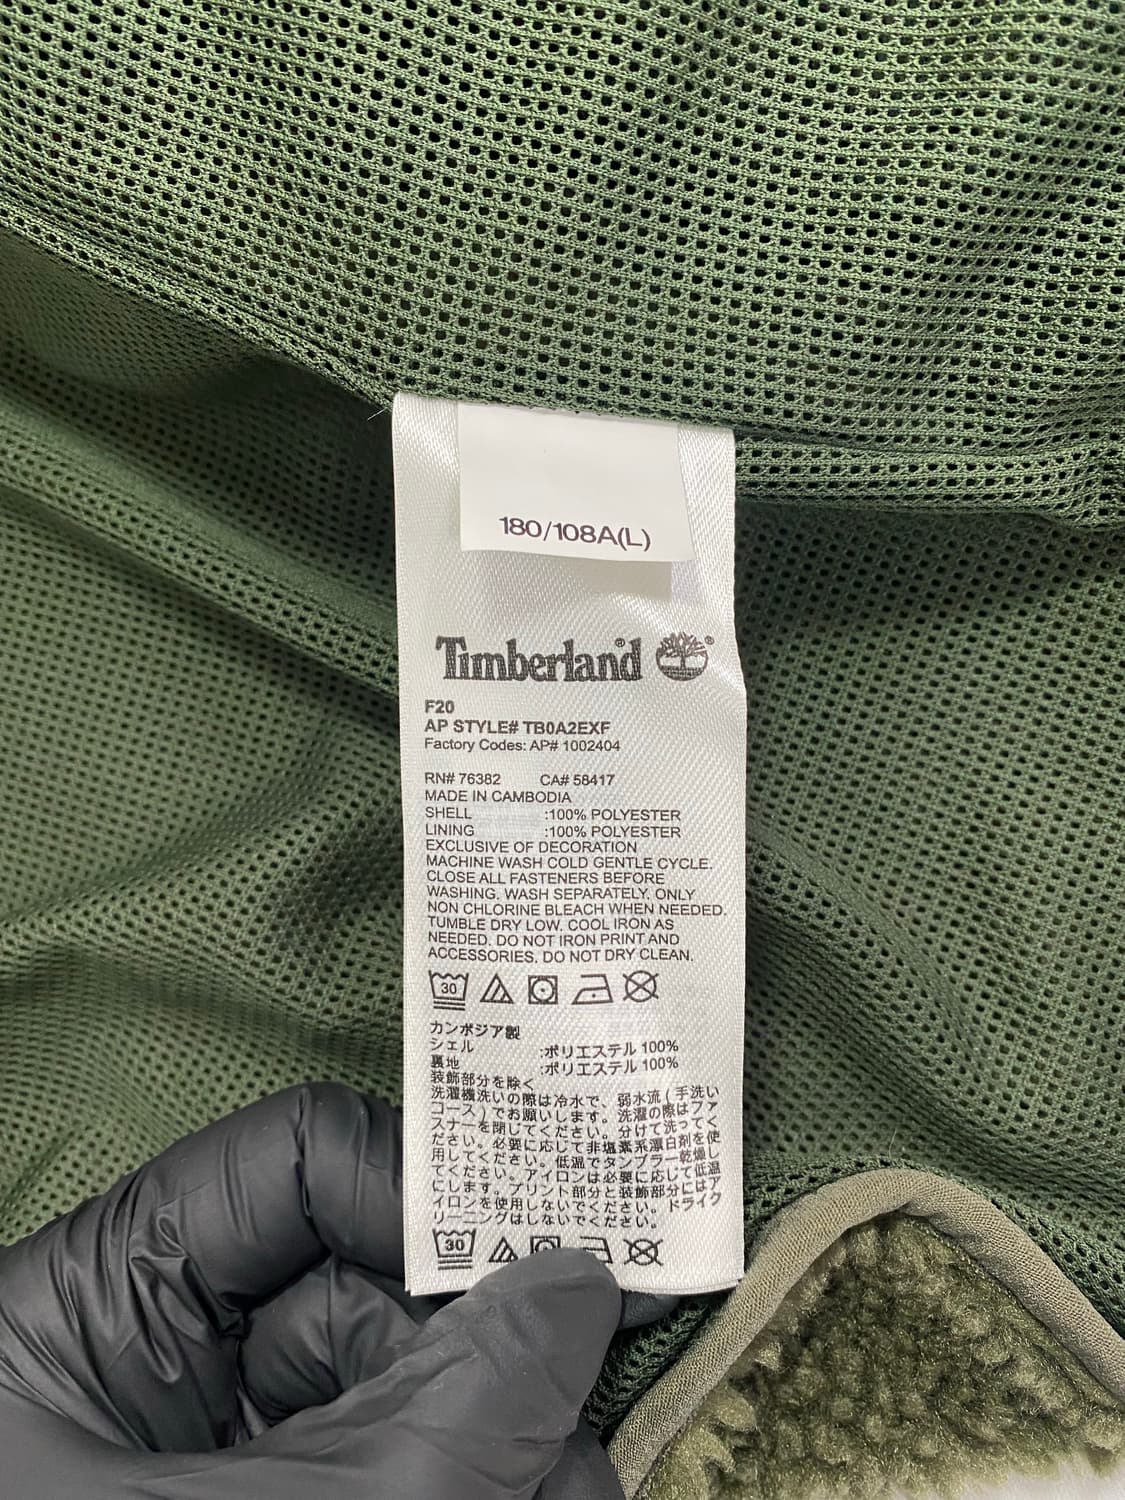 180/108A(L)
Timberland®
F20
AP STYLE# TB0A2EXF
Factory Codes: AP# 1002404
RN# 76382 CA# 58417
MADE IN CAMBODIA
SHELL :100% POLYESTER
LINING :100% POLYESTER
EXCLUSIVE OF DECORATION
MACHINE WASH COLD GENTLE CYCLE.
CLOSE ALL FASTENERS BEFORE
WASHING. WASH SEPARATELY. ONLY
NON CHLORINE BLEACH WHEN NEEDED.
TUMBLE DRY LOW. COOL IRON AS
NEEDED. DO NOT IRON PRINT AND
ACCESSORIES. DO NOT DRY CLEAN.
30
カンボジア製
シェル :ポリエステル 100%
裏地 :ポリエステル 100%
装飾部分を除く
洗濯機洗いの際は冷水で、弱水流(手洗い
コース)でお願いします。洗濯の際はファ
スナーを閉じてください。分けて洗ってく
ださい。必要に応じて非塩素系漂白剤を使
用してください。低温でタンブラー乾燥し
てください。アイロンは必要に応じて低温
にします。プリント部分と装飾部分にはア
イロンを使用しないでください。ドライク
リーニングはしないでください。
30